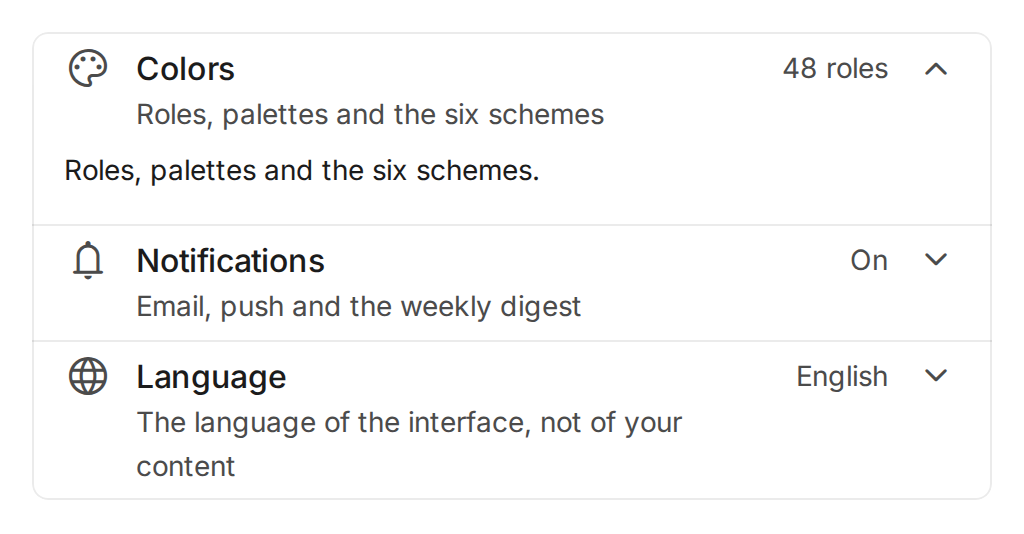 Colors
48 roles
Roles, palettes and the six schemes
Roles, palettes and the six schemes.
Notifications
On
Email, push and the weekly digest
Language
English
The language of the interface, not of your
content